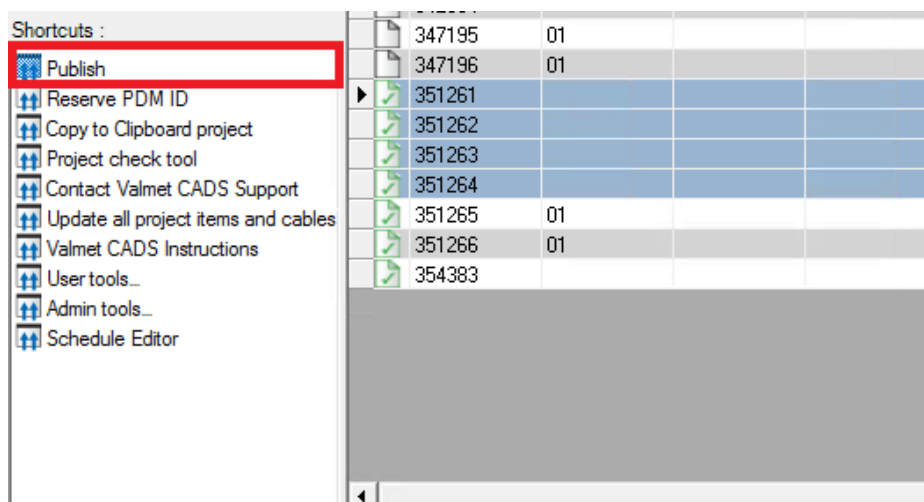 Shortcuts :
Publish
Reserve PDM ID
Copy to Clipboard project
Project check tool
Contact Valmet CADS Support
Update all project items and cables
Valmet CADS Instructions
User tools...
Admin tools...
Schedule Editor
347195 01
347196 01
351261
351262
351263
351264
351265 01
351266 01
354383